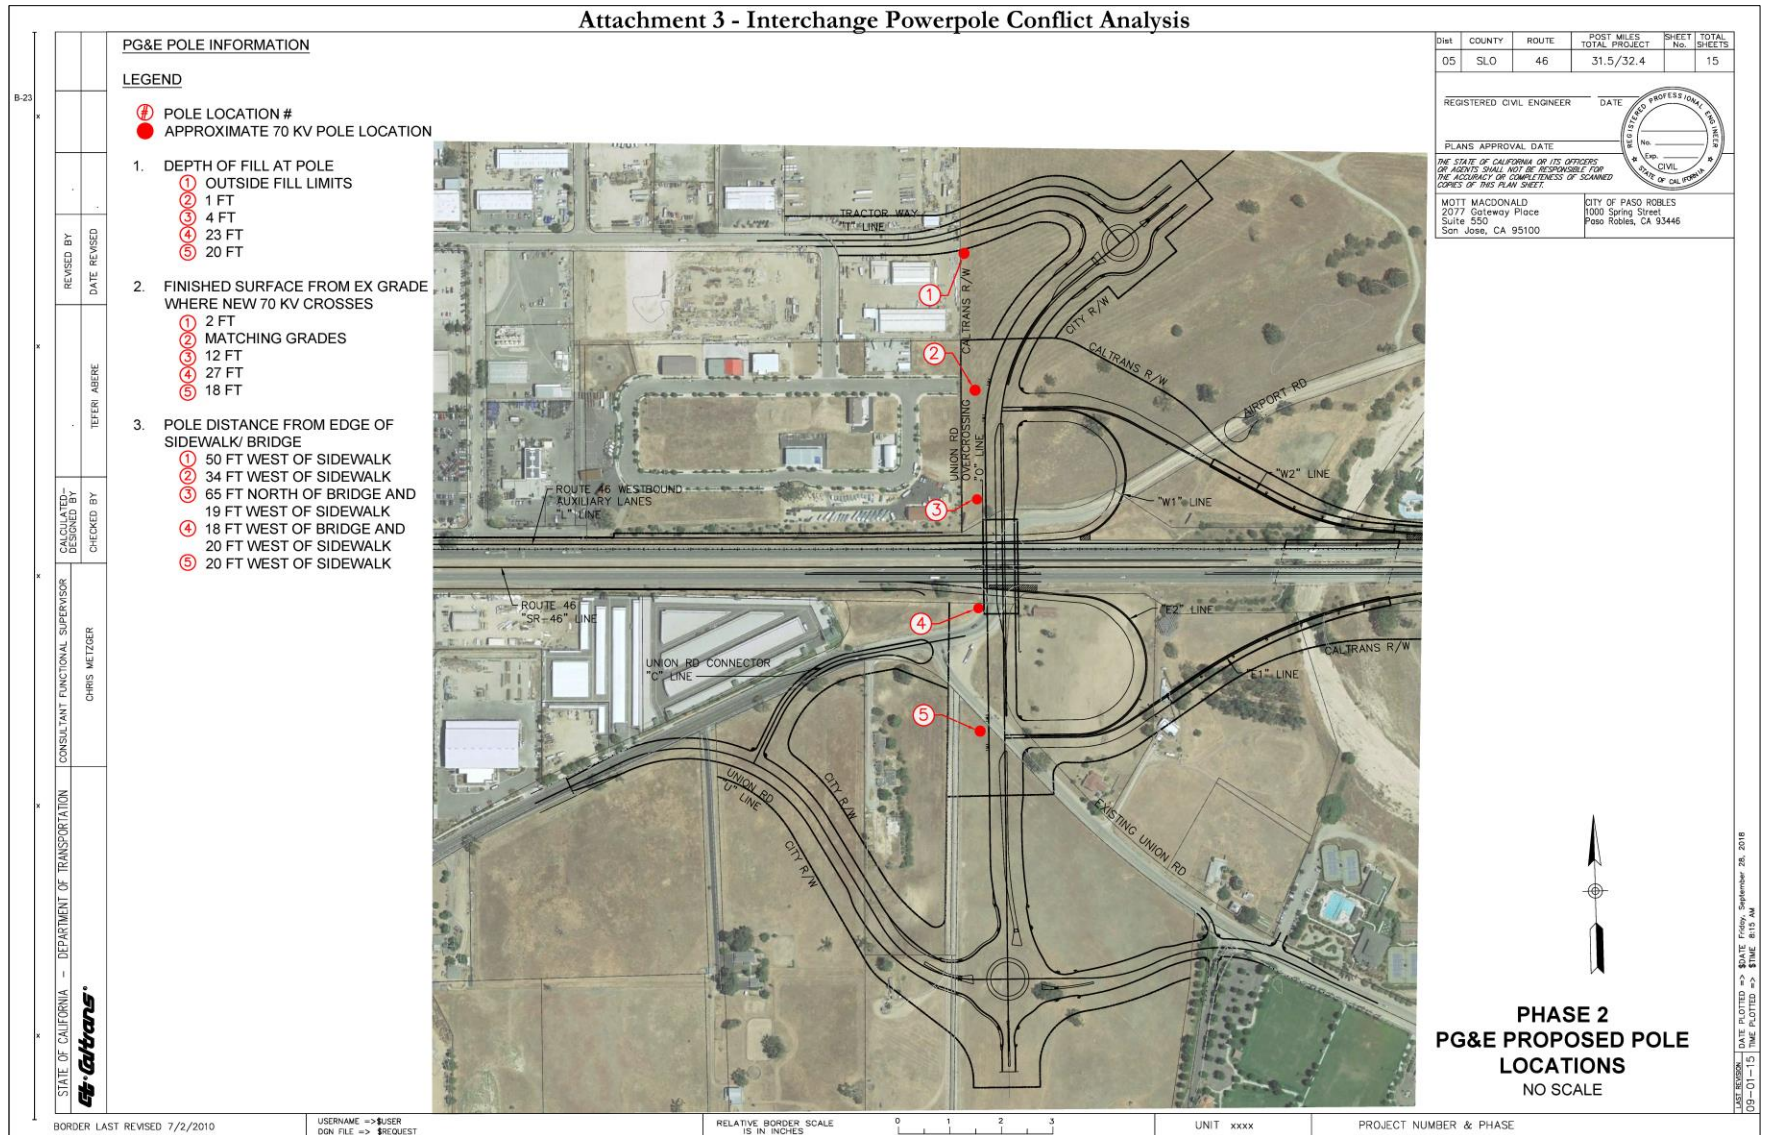 Attachment 3 - Interchange Powerpole Conflict Analysis
PG&E POLE INFORMATION
LEGEND
# POLE LOCATION #
APPROXIMATE 70 KV POLE LOCATION
1. DEPTH OF FILL AT POLE
1 OUTSIDE FILL LIMITS
2 1 FT
3 4 FT
4 23 FT
5 20 FT
2. FINISHED SURFACE FROM EX GRADE
WHERE NEW 70 KV CROSSES
1 2 FT
2 MATCHING GRADES
3 12 FT
4 27 FT
5 18 FT
3. POLE DISTANCE FROM EDGE OF
SIDEWALK/ BRIDGE
1 50 FT WEST OF SIDEWALK
2 34 FT WEST OF SIDEWALK
3 65 FT NORTH OF BRIDGE AND
19 FT WEST OF SIDEWALK
4 18 FT WEST OF BRIDGE AND
20 FT WEST OF SIDEWALK
5 20 FT WEST OF SIDEWALK
Dist COUNTY ROUTE POST MILES TOTAL PROJECT SHEET No. TOTAL SHEETS
05 SLO 46 31.5/32.4 15
REGISTERED CIVIL ENGINEER DATE
PLANS APPROVAL DATE
REGISTERED PROFESSIONAL ENGINEER
No.
Exp.
CIVIL
STATE OF CALIFORNIA
THE STATE OF CALIFORNIA OR ITS OFFICERS
OR AGENTS SHALL NOT BE RESPONSIBLE FOR
THE ACCURACY OR COMPLETENESS OF SCANNED
COPIES OF THIS PLAN SHEET.
MOTT MACDONALD
2077 Gateway Place
Suite 550
San Jose, CA 95100
CITY OF PASO ROBLES
1000 Spring Street
Paso Robles, CA 93446
B-23
REVISED BY
DATE REVISED
TEFERI ABERE
CALCULATED-
DESIGNED BY
CHECKED BY
CONSULTANT FUNCTIONAL SUPERVISOR
CHRIS METZGER
STATE OF CALIFORNIA - DEPARTMENT OF TRANSPORTATION
Caltrans
TRACTOR WAY
"T" LINE
1
CALTRANS R/W
CITY R/W
2
CALTRANS R/W
AIRPORT RD
UNION RD
OVERCROSSING
"O" LINE
"W2" LINE
"W1" LINE
ROUTE 46 WESTBOUND
AUXILIARY LANES
"L" LINE
3
ROUTE 46
"SR-46" LINE
4
"E2" LINE
CALTRANS R/W
UNION RD CONNECTOR
"C" LINE
"E1" LINE
5
UNION RD
"U" LINE
CITY R/W
EXISTING UNION RD
CITY R/W
PHASE 2
PG&E PROPOSED POLE
LOCATIONS
NO SCALE
DATE PLOTTED => $DATE Friday, September 28, 2018
TIME PLOTTED => $TIME 8:15 AM
LAST REVISION
09-01-15
BORDER LAST REVISED 7/2/2010
USERNAME => $USER
DGN FILE => $REQUEST
RELATIVE BORDER SCALE
IS IN INCHES
0 1 2 3
UNIT xxxx
PROJECT NUMBER & PHASE